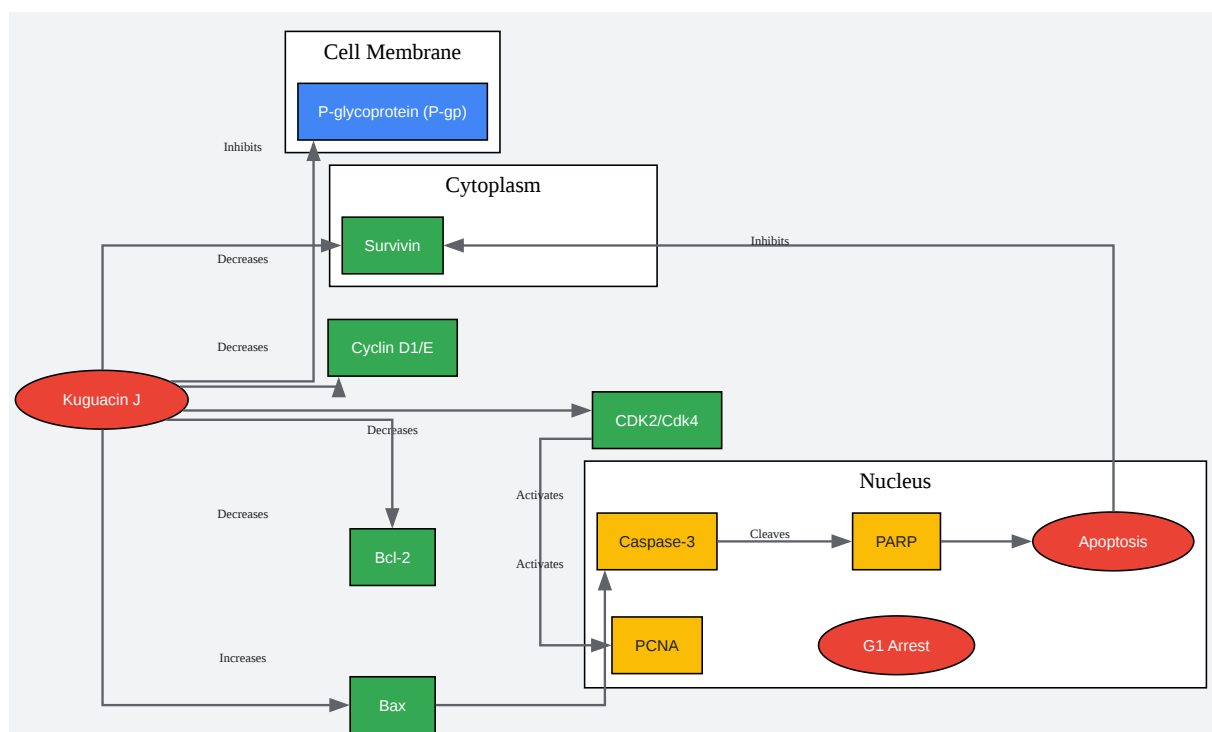 Cell Membrane
P-glycoprotein (P-gp)
Inhibits
Cytoplasm
Survivin
Inhibits
Decreases
Decreases
Cyclin D1/E
Kuguacin J
CDK2/Cdk4
Decreases
Nucleus
Activates
Decreases
Caspase-3
Cleaves
PARP
Apoptosis
Bcl-2
Activates
PCNA
G1 Arrest
Increases
Bax